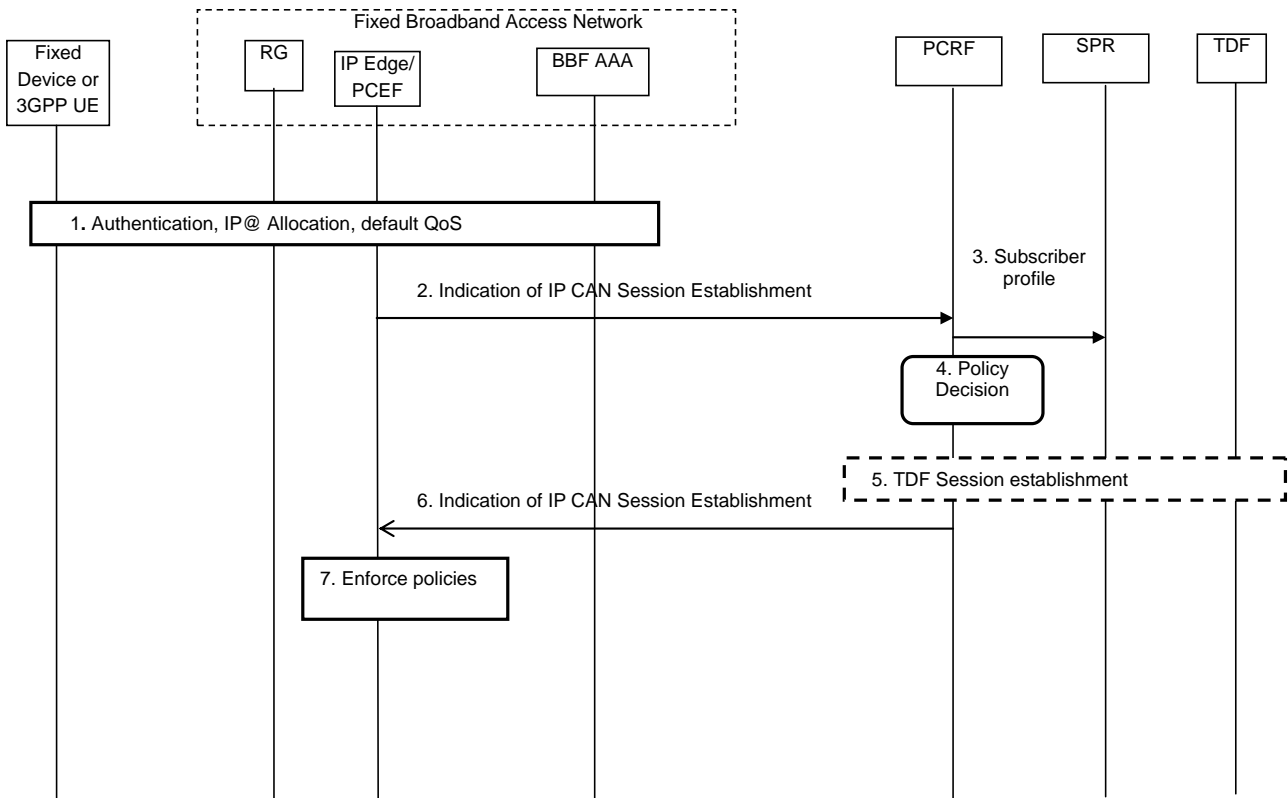 Fixed Broadband Access Network
Fixed
Device or
3GPP UE
RG
IP Edge/
PCEF
BBF AAA
PCRF
SPR
TDF
1. Authentication, IP@ Allocation, default QoS
2. Indication of IP CAN Session Establishment
3. Subscriber
profile
4. Policy
Decision
5. TDF Session establishment
6. Indication of IP CAN Session Establishment
7. Enforce policies